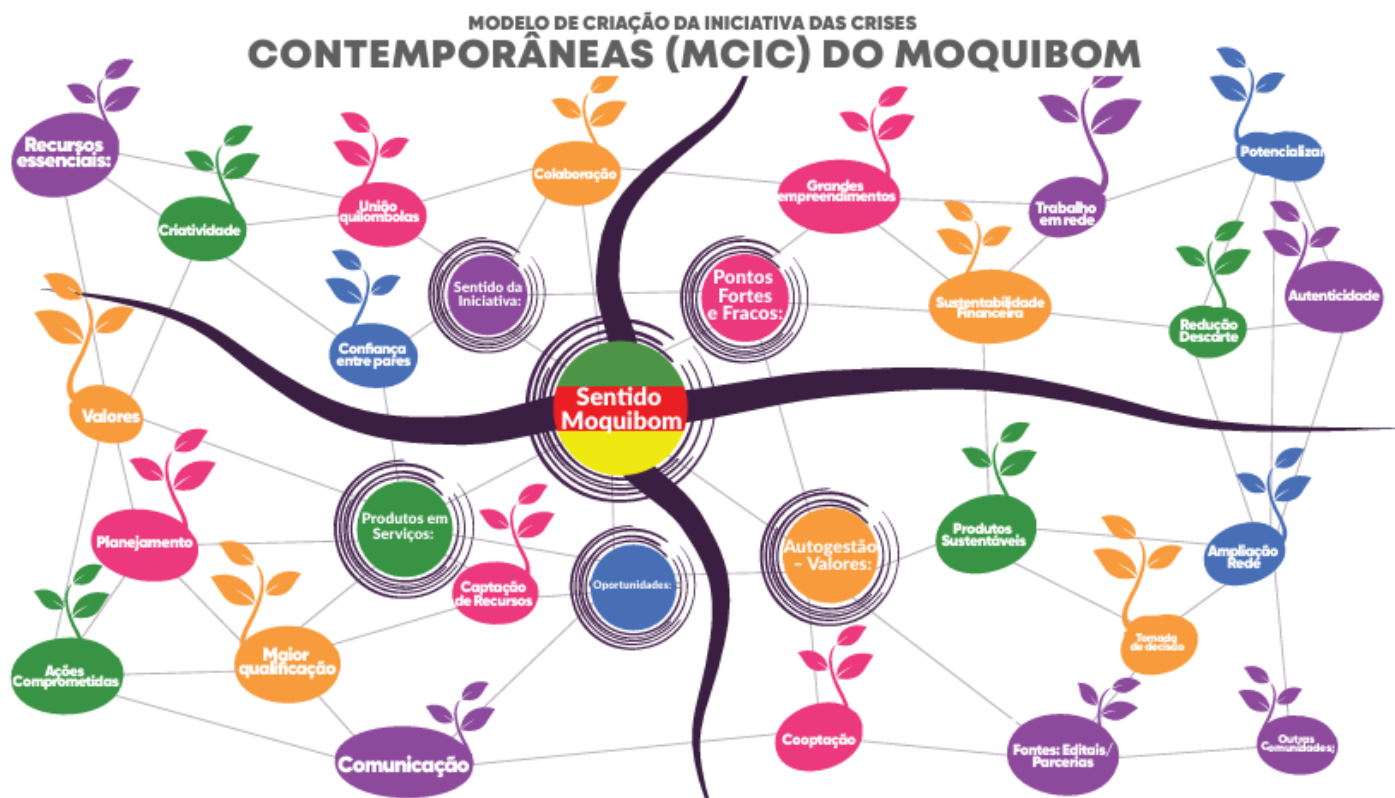 MODELO DE CRIAÇÃO DA INICIATIVA DAS CRISES
CONTEMPORÂNEAS (MCIC) DO MOQUIBOM
Recursos
essenciais:
Criatividade
União
quilombolas
Colaboração
Grandes
empreendimentos
Trabalho
em rede
Potencializar
Sentido da
Iniciativa:
Pontos
Fortes
e Fracos:
Sustentabilidade
Financeira
Redução
Descarte
Autenticidade
Confiança
entre pares
Valores
Sentido
Moquibom
Planejamento
Produtos em
Serviços:
Captação
de Recursos
Oportunidades:
Autogestão
– Valores:
Produtos
Sustentáveis
Ampliação
Rede
Tomada
de decisão
Ações
Comprometidas
Maior
qualificação
Comunicação
Cooptação
Fontes: Editais/
Parcerias
Outras
Comunidades;